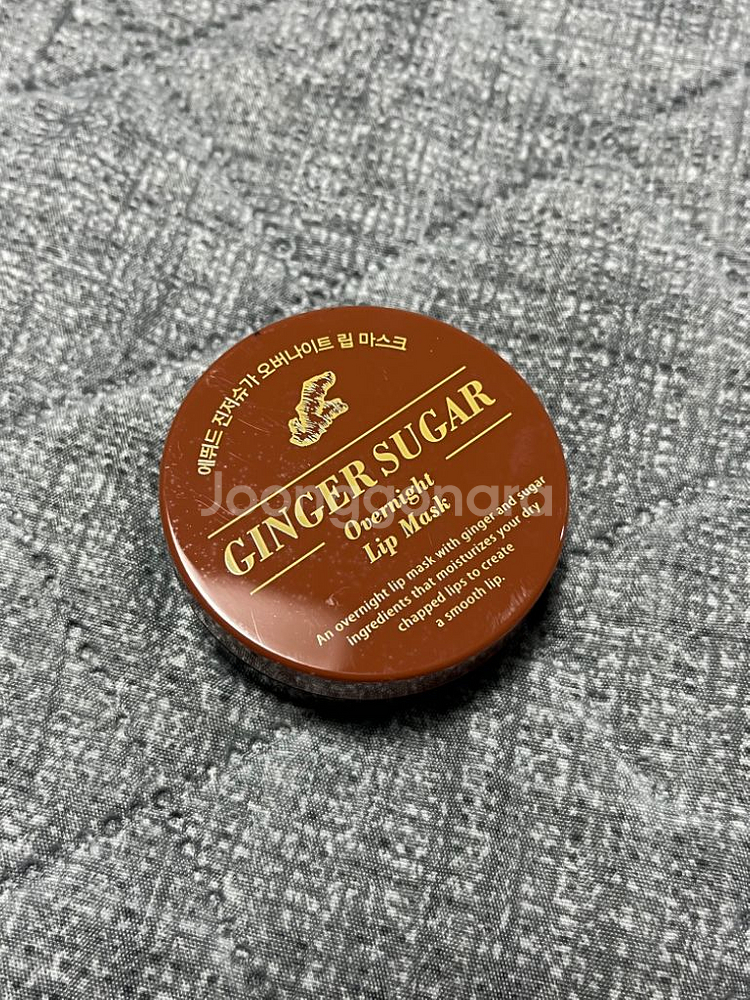 에뛰드 진저슈가 오버나이트 립 마스크
GINGER SUGAR
Overnight
Lip Mask
An overnight lip mask with ginger and sugar
ingredients that moisturizes your dry
chapped lips to create
a smooth lip.
Joonggonara